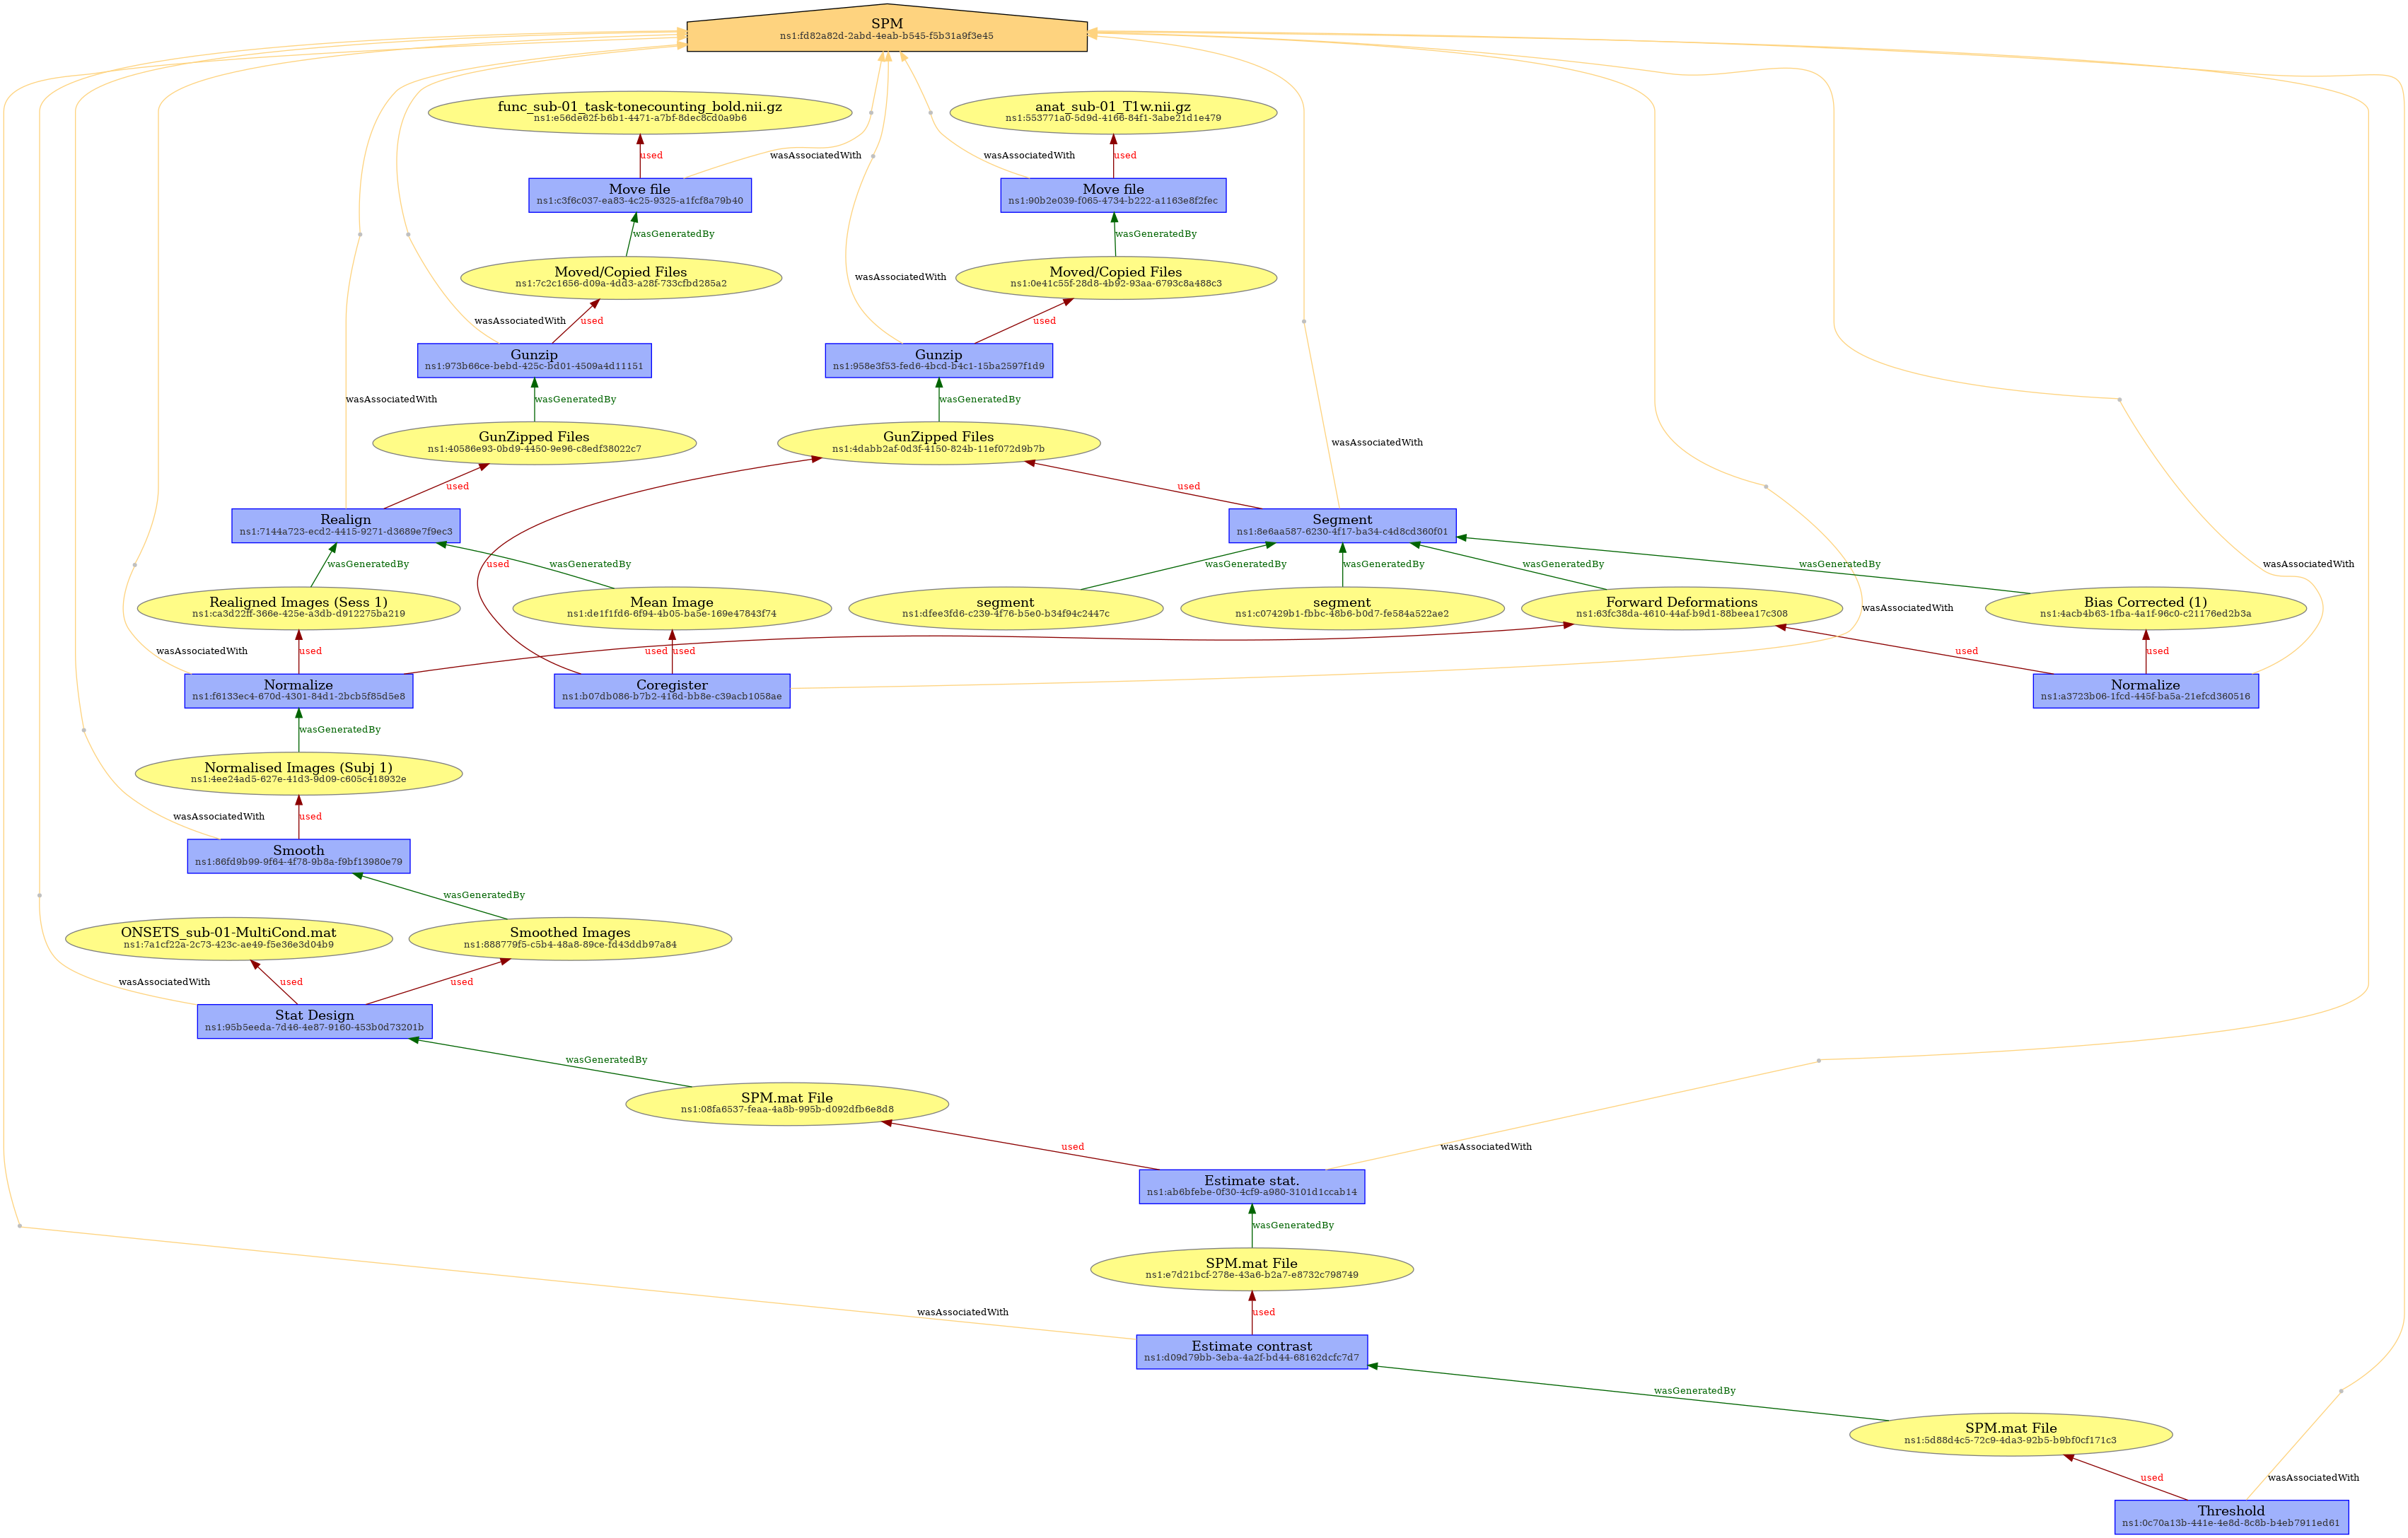 SPM
ns1:fd82a82d-2abd-4eab-b545-f5b31a9f3e45
func_sub-01_task-tonecounting_bold.nii.gz
ns1:e56de62f-b6b1-4471-a7bf-8dec8cd0a9b6
anat_sub-01_T1w.nii.gz
ns1:553771a0-5d9d-4166-84f1-3abe21d1e479
used
wasAssociatedWith
wasAssociatedWith
used
Move file
ns1:c3f6c037-ea83-4c25-9325-a1fcf8a79b40
Move file
ns1:90b2e039-f065-4734-b222-a1163e8f2fec
wasGeneratedBy
wasGeneratedBy
Moved/Copied Files
ns1:7c2c1656-d09a-4dd3-a28f-733cfbd285a2
wasAssociatedWith
Moved/Copied Files
ns1:0e41c55f-28d8-4b92-93aa-6793c8a488c3
wasAssociatedWith
used
used
Gunzip
ns1:973b66ce-bebd-425c-bd01-4509a4d11151
Gunzip
ns1:958e3f53-fed6-4bcd-b4c1-15ba2597f1d9
wasAssociatedWith
wasGeneratedBy
wasGeneratedBy
GunZipped Files
ns1:40586e93-0bd9-4450-9e96-c8edf38022c7
GunZipped Files
ns1:4dabb2af-0d3f-4150-824b-11ef072d9b7b
wasAssociatedWith
used
used
Realign
ns1:7144a723-ecd2-4415-9271-d3689e7f9ec3
Segment
ns1:8e6aa587-6230-4f17-ba34-c4d8cd360f01
wasGeneratedBy
used
wasGeneratedBy
wasGeneratedBy
wasGeneratedBy
wasGeneratedBy
wasGeneratedBy
wasAssociatedWith
Realigned Images (Sess 1)
ns1:ca3d22ff-366e-425e-a3db-d912275ba219
Mean Image
ns1:de1f1fd6-6f94-4b05-ba5e-169e47843f74
segment
ns1:dfee3fd6-c239-4f76-b5e0-b34f94c2447c
segment
ns1:c07429b1-fbbc-48b6-b0d7-fe584a522ae2
Forward Deformations
ns1:63fc38da-4610-44af-b9d1-88beea17c308
wasAssociatedWith
Bias Corrected (1)
ns1:4acb4b63-1fba-4a1f-96c0-c21176ed2b3a
wasAssociatedWith
used
used
used
used
used
Normalize
ns1:f6133ec4-670d-4301-84d1-2bcb5f85d5e8
Coregister
ns1:b07db086-b7b2-416d-bb8e-c39acb1058ae
Normalize
ns1:a3723b06-1fcd-445f-ba5a-21efcd360516
wasGeneratedBy
Normalised Images (Subj 1)
ns1:4ee24ad5-627e-41d3-9d09-c605c418932e
wasAssociatedWith
used
Smooth
ns1:86fd9b99-9f64-4f78-9b8a-f9bf13980e79
wasGeneratedBy
ONSETS_sub-01-MultiCond.mat
ns1:7a1cf22a-2c73-423c-ae49-f5e36e3d04b9
Smoothed Images
ns1:888779f5-c5b4-48a8-89ce-fd43ddb97a84
wasAssociatedWith
used
used
Stat Design
ns1:95b5eeda-7d46-4e87-9160-453b0d73201b
wasGeneratedBy
SPM.mat File
ns1:08fa6537-feaa-4a8b-995b-d092dfb6e8d8
used
wasAssociatedWith
Estimate stat.
ns1:ab6bfebe-0f30-4cf9-a980-3101d1ccab14
wasGeneratedBy
SPM.mat File
ns1:e7d21bcf-278e-43a6-b2a7-e8732c798749
wasAssociatedWith
used
Estimate contrast
ns1:d09d79bb-3eba-4a2f-bd44-68162dcfc7d7
wasGeneratedBy
SPM.mat File
ns1:5d88d4c5-72c9-4da3-92b5-b9bf0cf171c3
used
wasAssociatedWith
Threshold
ns1:0c70a13b-441e-4e8d-8c8b-b4eb7911ed61